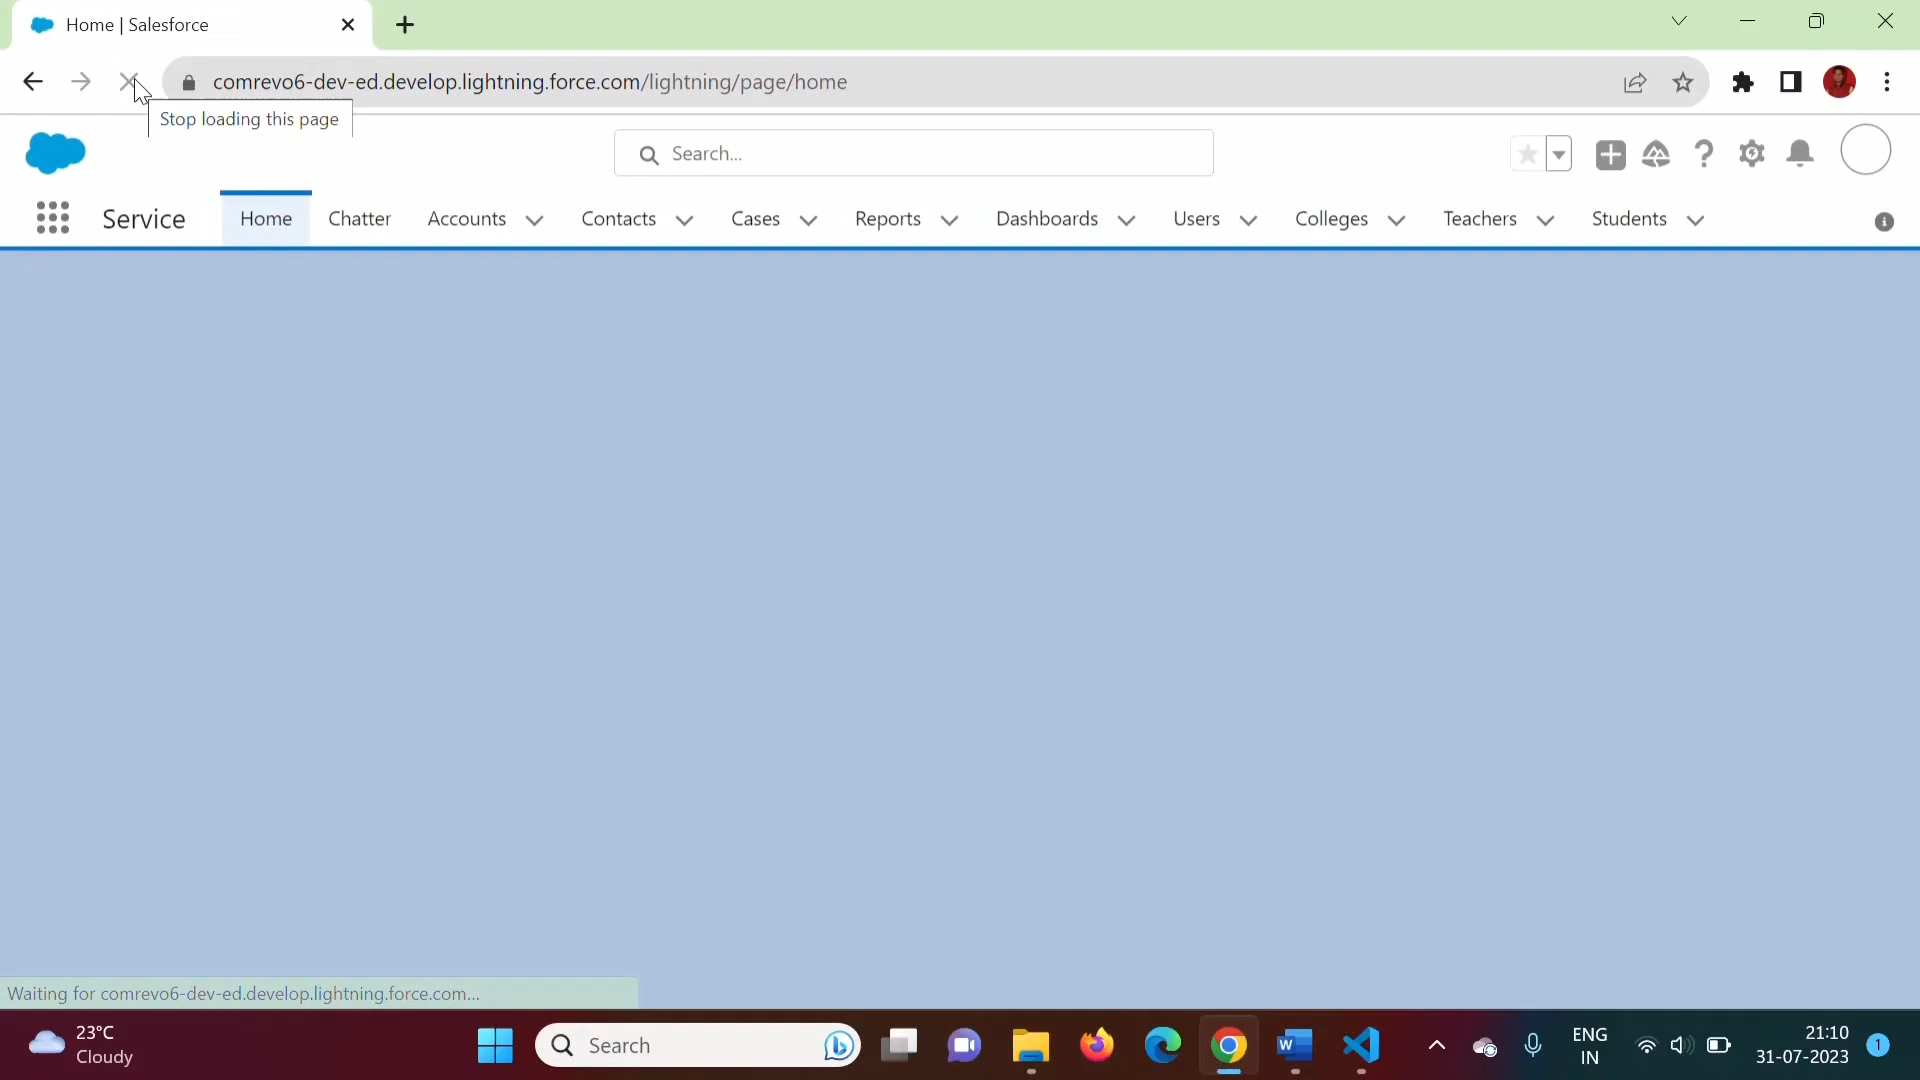 Home | Salesforce
comrevo6-dev-ed.develop.lightning.force.com/lightning/page/home
Stop loading this page
Search...
Service Home Chatter Accounts Contacts Cases Reports Dashboards Users Colleges Teachers Students
Waiting for comrevo6-dev-ed.develop.lightning.force.com...
23°C
Cloudy
Search
ENG
IN
21:10
31-07-2023
1